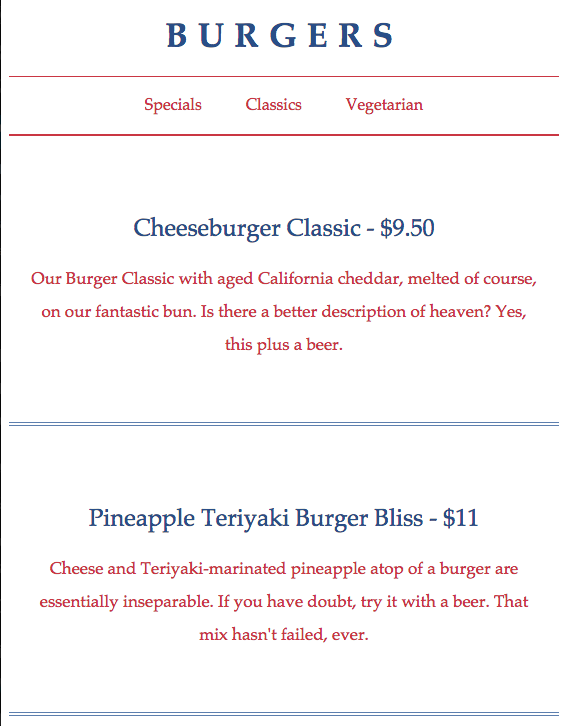 BURGERS
Specials Classics Vegetarian
Cheeseburger Classic - $9.50
Our Burger Classic with aged California cheddar, melted of course,
on our fantastic bun. Is there a better description of heaven? Yes,
this plus a beer.
Pineapple Teriyaki Burger Bliss - $11
Cheese and Teriyaki-marinated pineapple atop of a burger are
essentially inseparable. If you have doubt, try it with a beer. That
mix hasn't failed, ever.